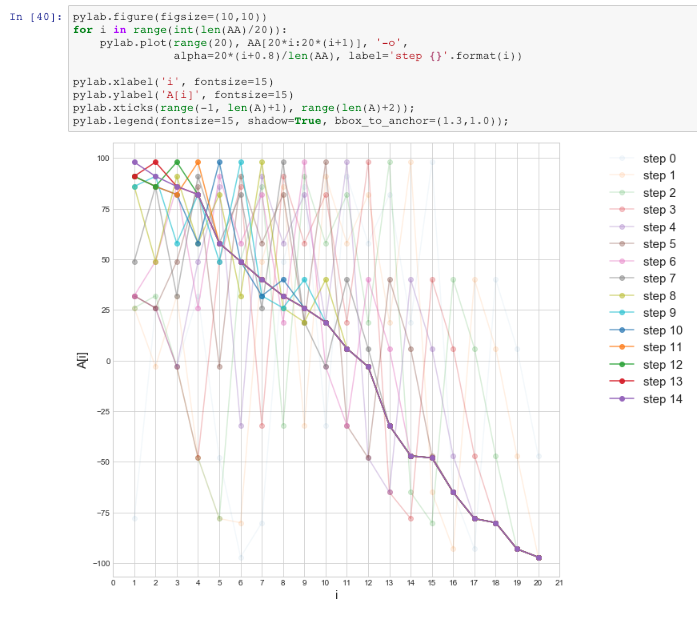 In [40]: pylab.figure(figsize=(10,10))
for i in range(int(len(AA)/20)):
    pylab.plot(range(20), AA[20*i:20*(i+1)], '-o',
               alpha=20*(i+0.8)/len(AA), label='step {}'.format(i))
pylab.xlabel('i', fontsize=15)
pylab.ylabel('A[i]', fontsize=15)
pylab.xticks(range(-1, len(A)+1), range(len(A)+2));
pylab.legend(fontsize=15, shadow=True, bbox_to_anchor=(1.3,1.0));
100
75
50
25
0
−25
−50
−75
−100
A[i]
0 1 2 3 4 5 6 7 8 9 10 11 12 13 14 15 16 17 18 19 20 21
i
step 0
step 1
step 2
step 3
step 4
step 5
step 6
step 7
step 8
step 9
step 10
step 11
step 12
step 13
step 14